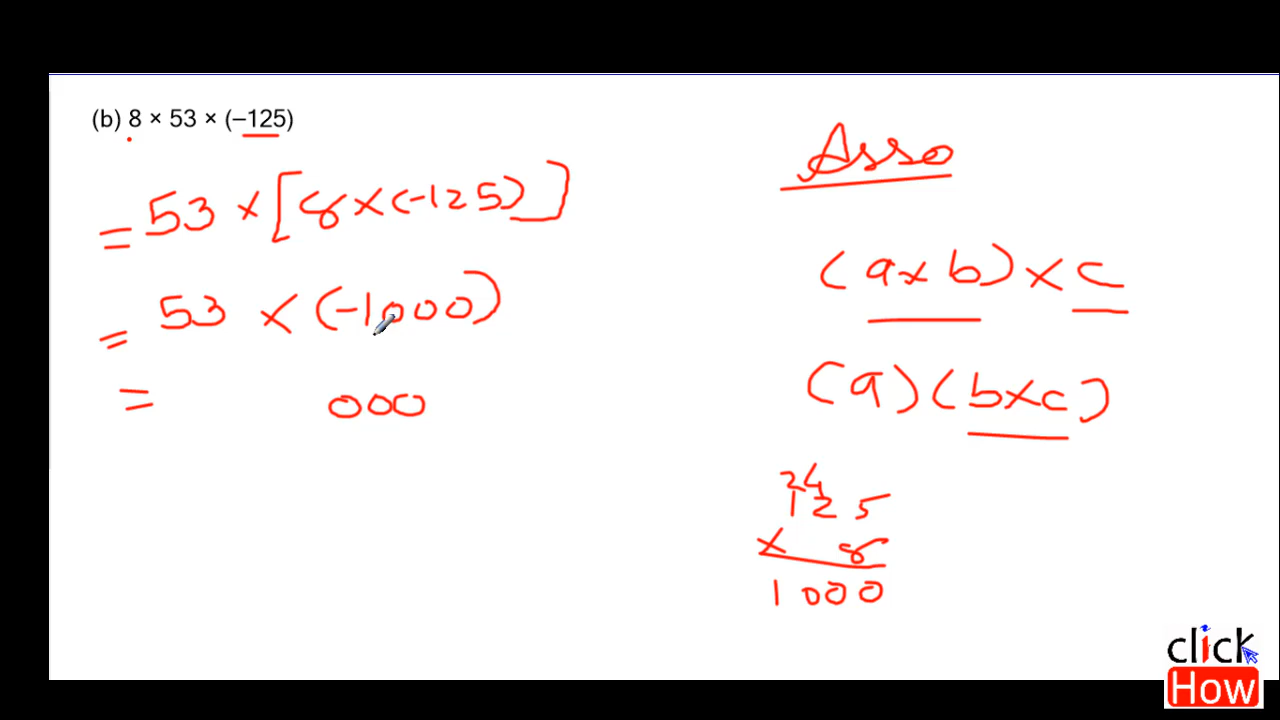 (b) 8 × 53 × (–125)
= 53 × [8 × (-125)]
= 53 × (-1000)
= 000
Asso
(a×b)×c
(a)(b×c)
24
125
× 8
1000
click
How